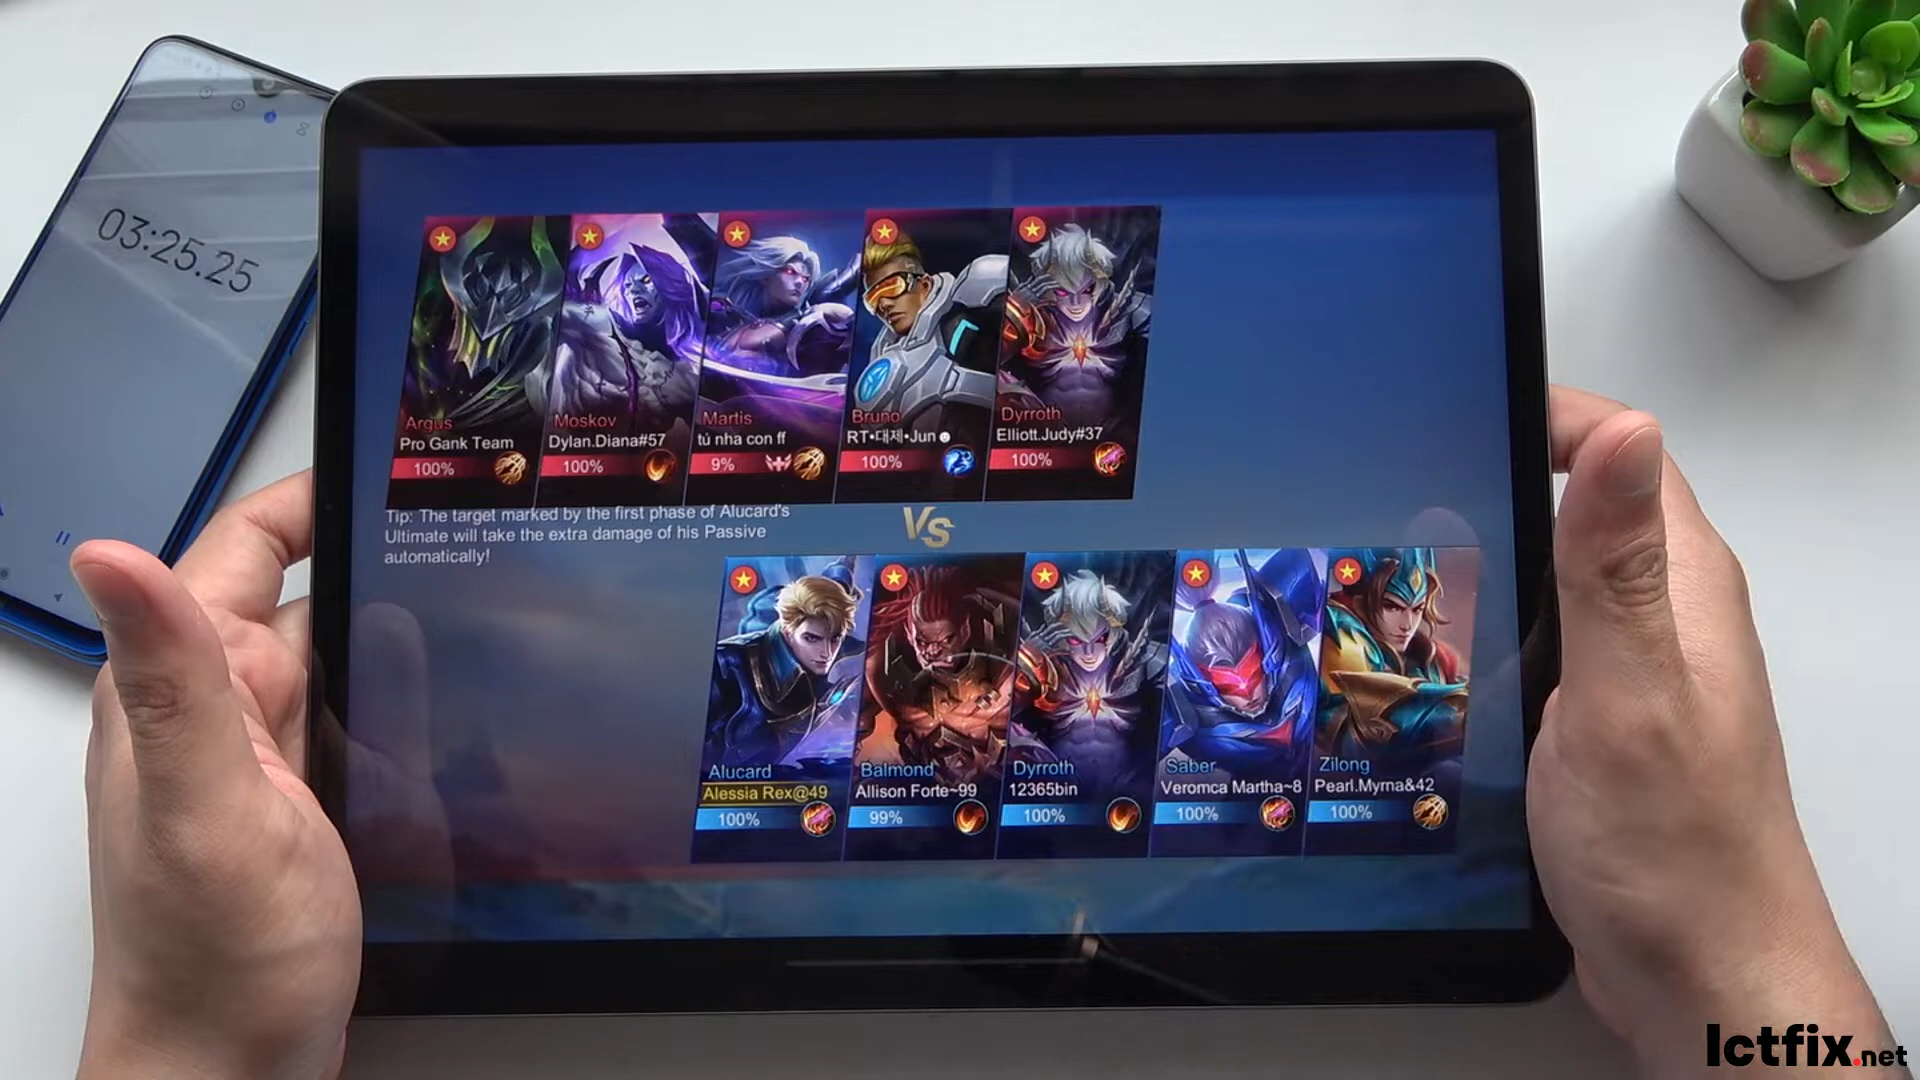 03:25.25
Argus
Pro Gank Team
100%
Moskov
Dylan.Diana#57
100%
Martis
tú nha con ff
9%
Bruno
RT•대제•Jun☻
100%
Dyrroth
Elliott.Judy#37
100%
Tip: The target marked by the first phase of Alucard's
Ultimate will take the extra damage of his Passive
automatically!
VS
Alucard
Alessia Rex@49
100%
Balmond
Allison Forte~99
99%
Dyrroth
12365bin
100%
Saber
Veromca Martha~8
100%
Zilong
Pearl.Myrna&42
100%
Ictfix.net